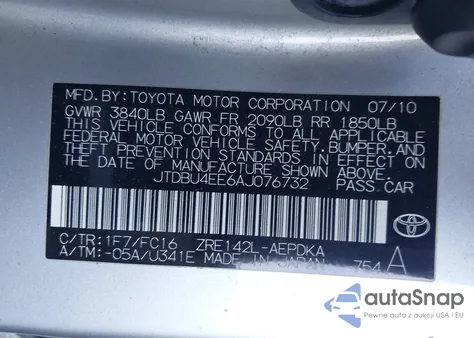 MFD.BY:TOYOTA MOTOR CORPORATION 07/10
GVWR 3840LB GAWR FR 2090LB RR 1850LB
THIS VEHICLE CONFORMS TO ALL APPLICABLE
FEDERAL MOTOR VEHICLE SAFETY, BUMPER, AND
THEFT PREVENTION STANDARDS IN EFFECT ON
THE DATE OF MANUFACTURE SHOWN ABOVE.
JTDBU4EE6AJ076732 PASS.CAR
C/TR:1F7/FC16 ZRE142L-AEPDKA
A/TM:-05A/U341E MADE IN JAPAN 754 A
TOYOTA
autoSnap
Pewne auta z aukcji USA i EU